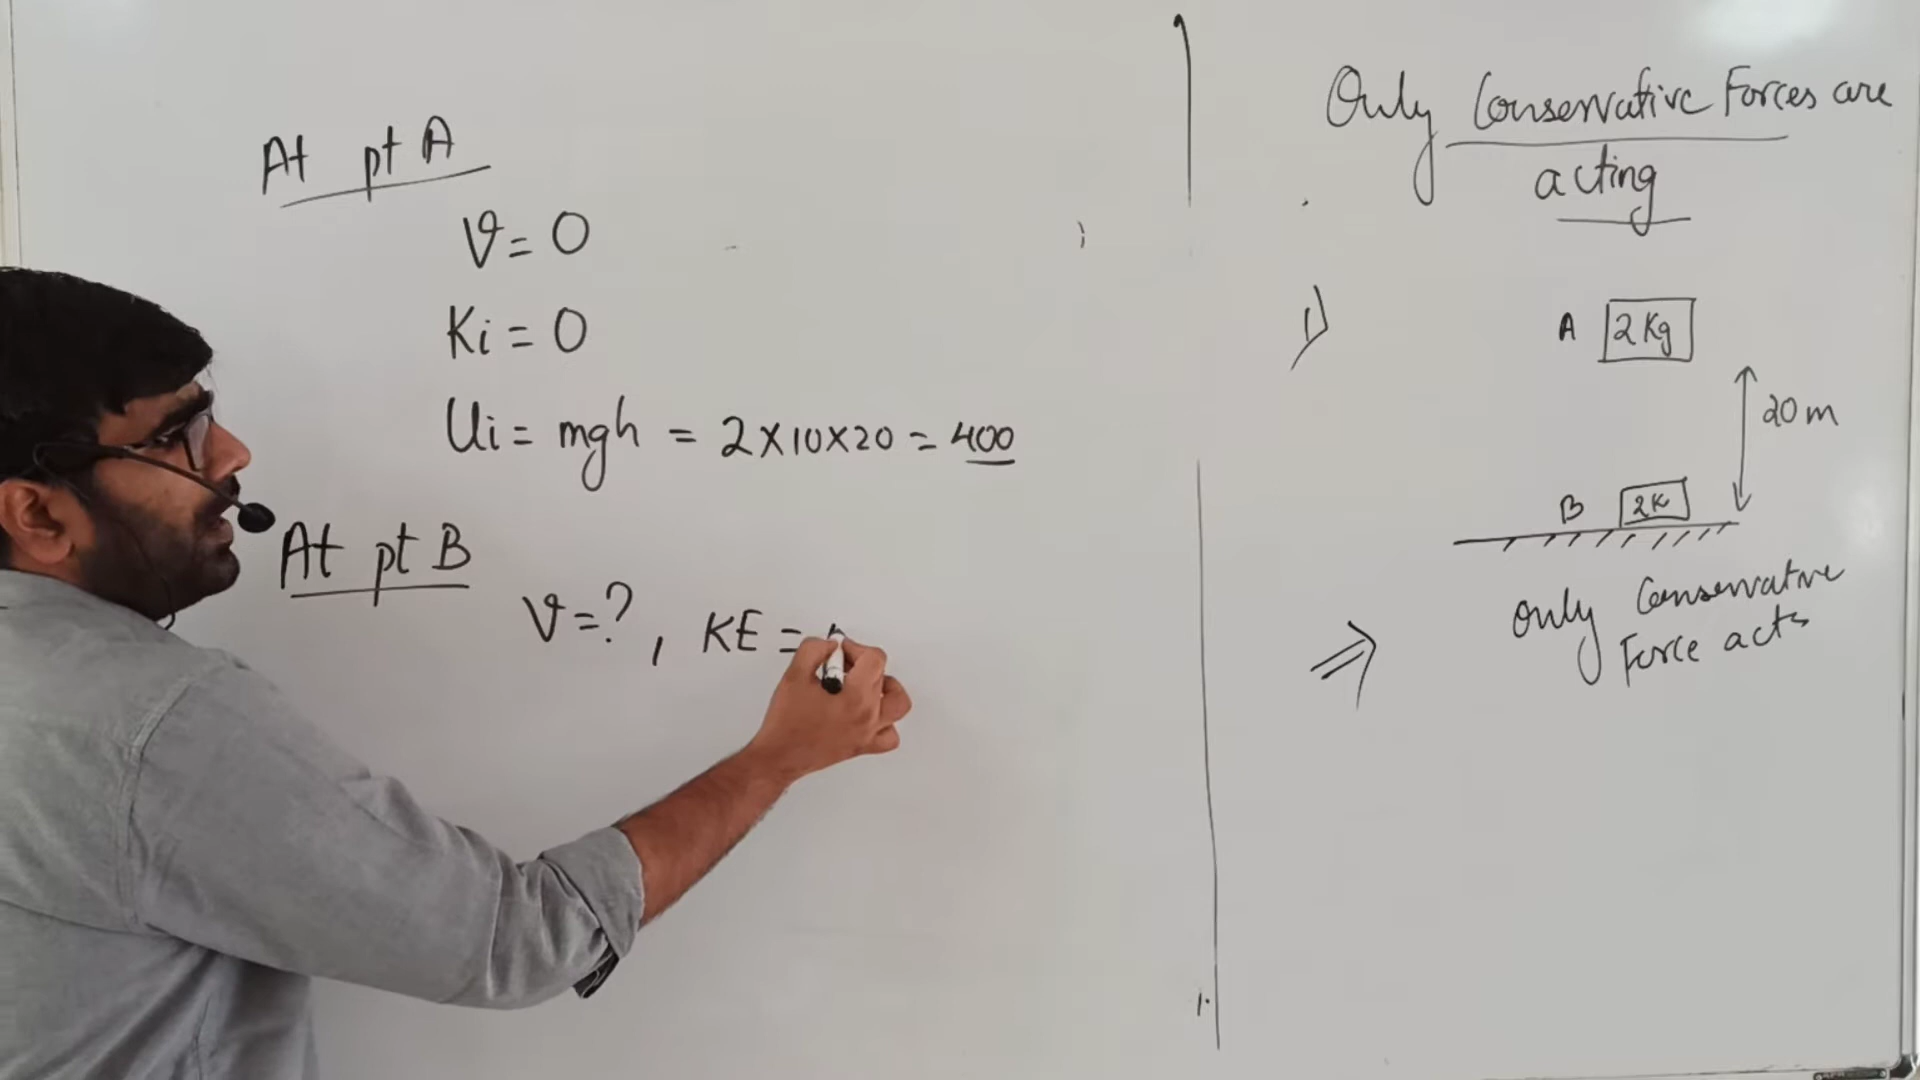 At pt A
V = 0
Ki = 0
Ui = mgh = 2×10×20 = 400
At pt B
V = ? , KE =
Only Conservative Forces are
acting
1)
A 2 Kg
20 m
B 2K
⇒ Only Conservative
Force acts